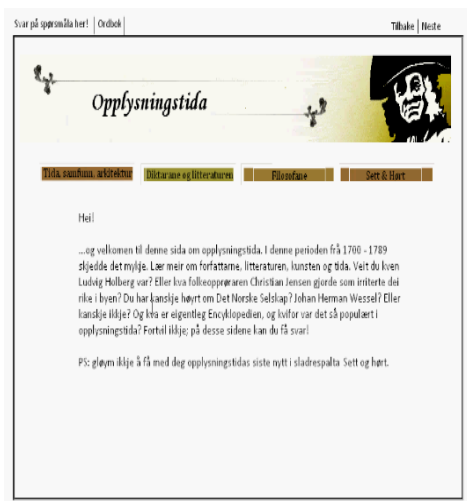 Svar på spørsmåla her! Ordbok Tilbake Neste
Opplysningstida
Tida, samfunn, arkitektur Diktarane og litteraturen Filosofane Sett & Hørt
Hei!
...og velkomen til denne sida om opplysningstida. I denne perioden frå 1700 - 1789
skjedde det mykje. Lær meir om forfattarne, litteraturen, kunsten og tida. Veit du kven
Ludvig Holberg var? Eller kva folkeopprøraren Christian Jensen gjorde som irriterte dei
rike i byen? Du har kanskje høyrt om Det Norske Selskap? Johan Herman Wessel? Eller
kanskje ikkje? Og kva er eigentleg Encyklopedien, og kvifor var det så populært i
opplysningstida? Fortvil ikkje; på desse sidene kan du få svar!
PS: gløym ikkje å få med deg opplysningstidas siste nytt i sladrespalta Sett og hørt.